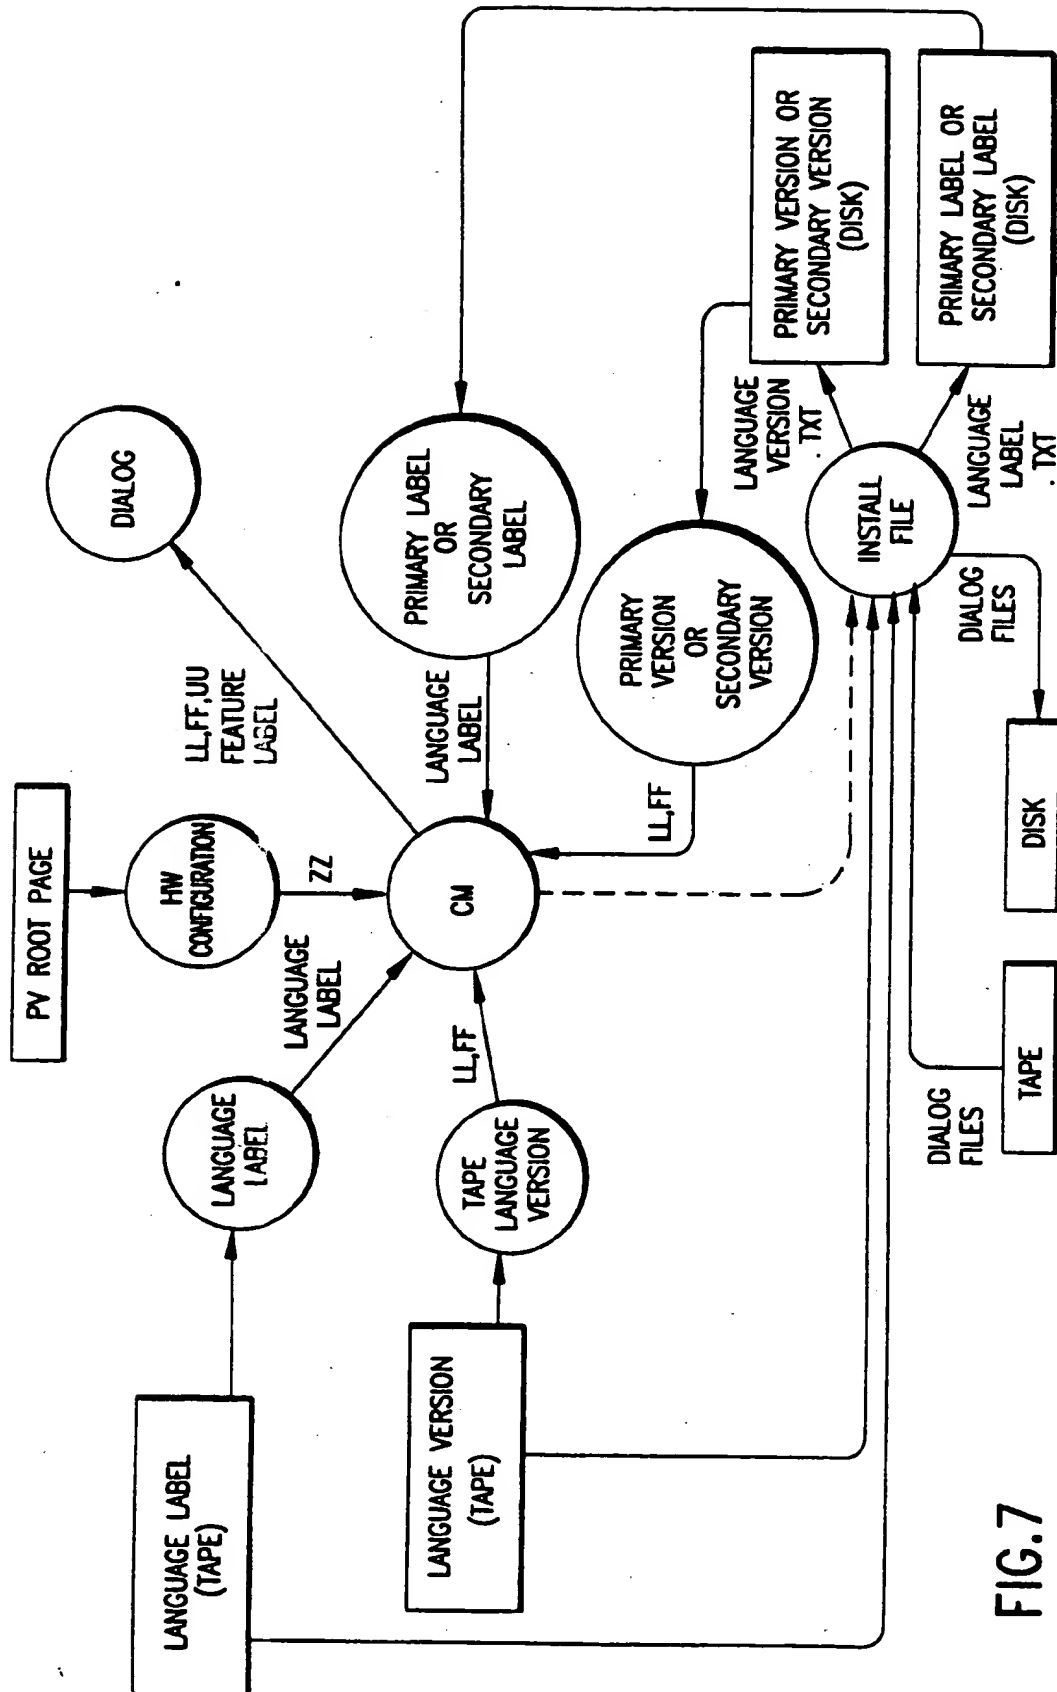 PV ROOT PAGE
HW
CONFIGURATION
ZZ
LL,FF,UU
FEATURE
LABEL
DIALOG
LANGUAGE LABEL
(TAPE)
LANGUAGE
LABEL
LANGUAGE
LABEL
CM
LANGUAGE
LABEL
PRIMARY LABEL
OR
SECONDARY
LABEL
LANGUAGE VERSION
(TAPE)
TAPE
LANGUAGE
VERSION
LL,FF
LL,FF
PRIMARY
VERSION
OR
SECONDARY
VERSION
LANGUAGE
VERSION
.TXT
PRIMARY VERSION OR
SECONDARY VERSION
(DISK)
INSTALL
FILE
LANGUAGE
LABEL
.TXT
PRIMARY LABEL OR
SECONDARY LABEL
(DISK)
DIALOG
FILES
TAPE
DIALOG
FILES
DISK
FIG.7